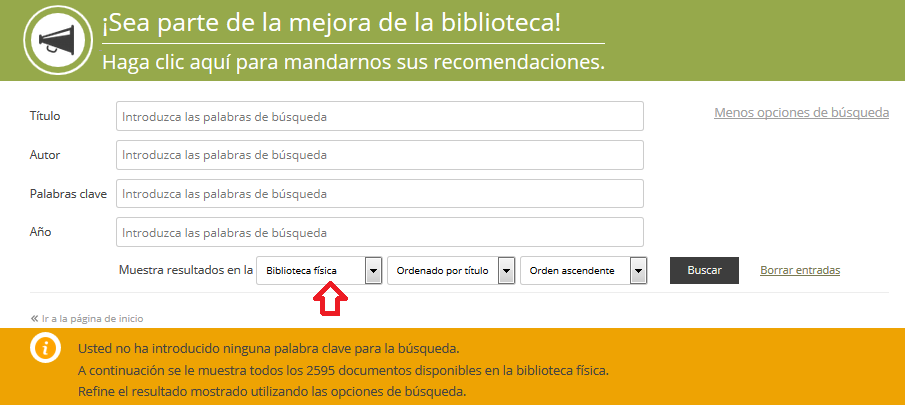 ¡Sea parte de la mejora de la biblioteca!
Haga clic aquí para mandarnos sus recomendaciones.
Título Introduzca las palabras de búsqueda Menos opciones de búsqueda
Autor Introduzca las palabras de búsqueda
Palabras clave Introduzca las palabras de búsqueda
Año Introduzca las palabras de búsqueda
Muestra resultados en la Biblioteca física Ordenado por título Orden ascendente Buscar Borrar entradas
« Ir a la página de inicio
Usted no ha introducido ninguna palabra clave para la búsqueda.
A continuación se le muestra todos los 2595 documentos disponibles en la biblioteca física.
Refine el resultado mostrado utilizando las opciones de búsqueda.